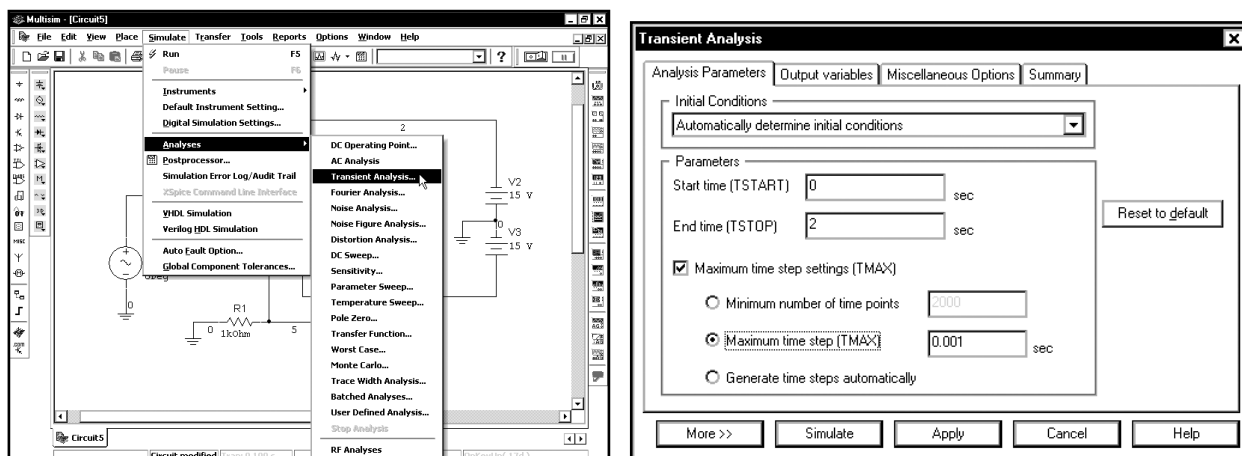 Multisim - [Circuit5]
File Edit View Place Simulate Transfer Tools Reports Options Window Help
Run F5
Pause F6
Instruments
Default Instrument Setting...
Digital Simulation Settings...
Analyses
Postprocessor...
Simulation Error Log/Audit Trail
XSpice Command Line Interface
VHDL Simulation
Verilog HDL Simulation
Auto Fault Option...
Global Component Tolerances...
DC Operating Point...
AC Analysis
Transient Analysis...
Fourier Analysis...
Noise Analysis...
Noise Figure Analysis...
Distortion Analysis...
DC Sweep...
Sensitivity...
Parameter Sweep...
Temperature Sweep...
Pole Zero...
Transfer Function...
Worst Case...
Monte Carlo...
Trace Width Analysis...
Batched Analyses...
User Defined Analysis...
Stop Analysis
RF Analyses
MISC
2
V2
15 V
0
V3
15 V
0
R1
0 1kOhm 5
Circuit5
Transient Analysis
Analysis Parameters Output variables Miscellaneous Options Summary
Initial Conditions
Automatically determine initial conditions
Parameters
Start time (TSTART) 0 sec
End time (TSTOP) 2 sec
Reset to default
Maximum time step settings (TMAX)
Minimum number of time points 2000
Maximum time step (TMAX) 0.001 sec
Generate time steps automatically
More >> Simulate Apply Cancel Help